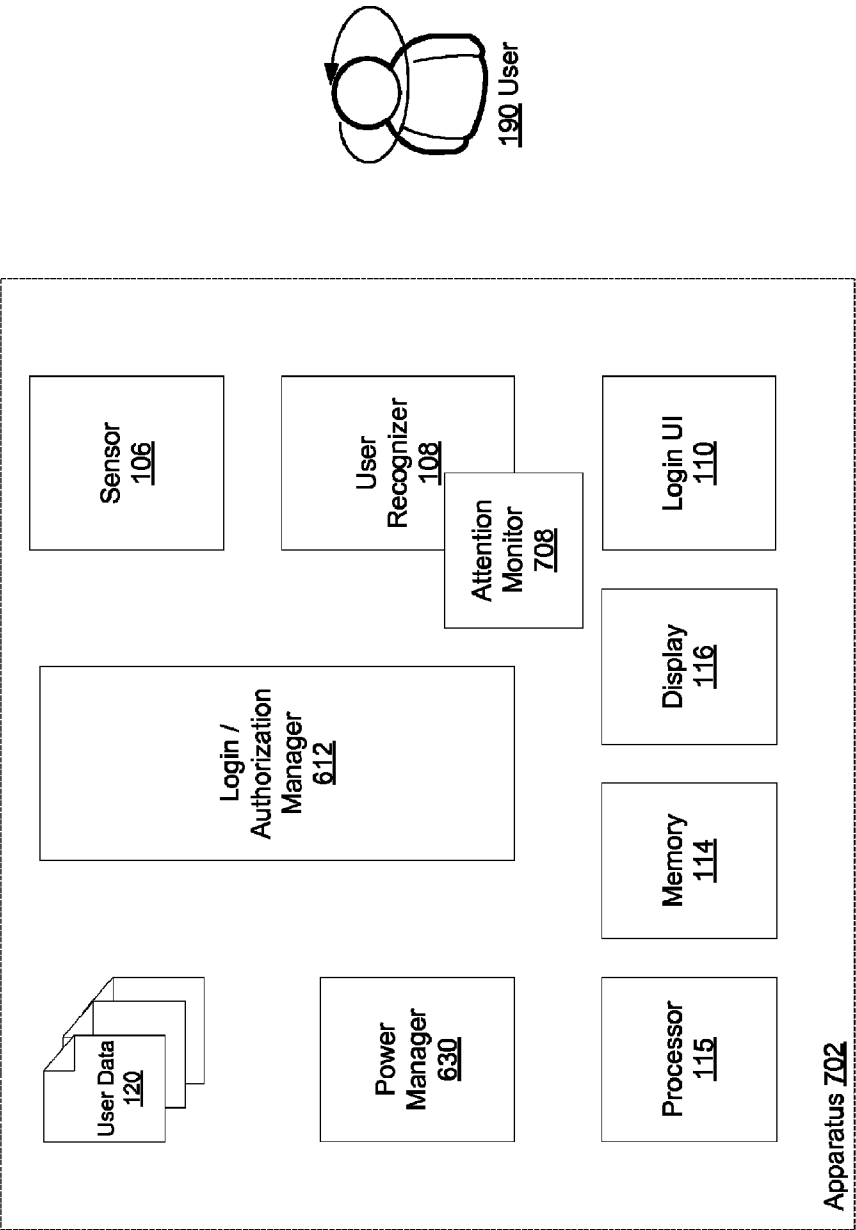 User Data
120
Login /
Authorization
Manager
612
Sensor
106
Power
Manager
630
User
Recognizer
108
Attention
Monitor
708
Processor
115
Memory
114
Display
116
Login UI
110
Apparatus 702
190 User